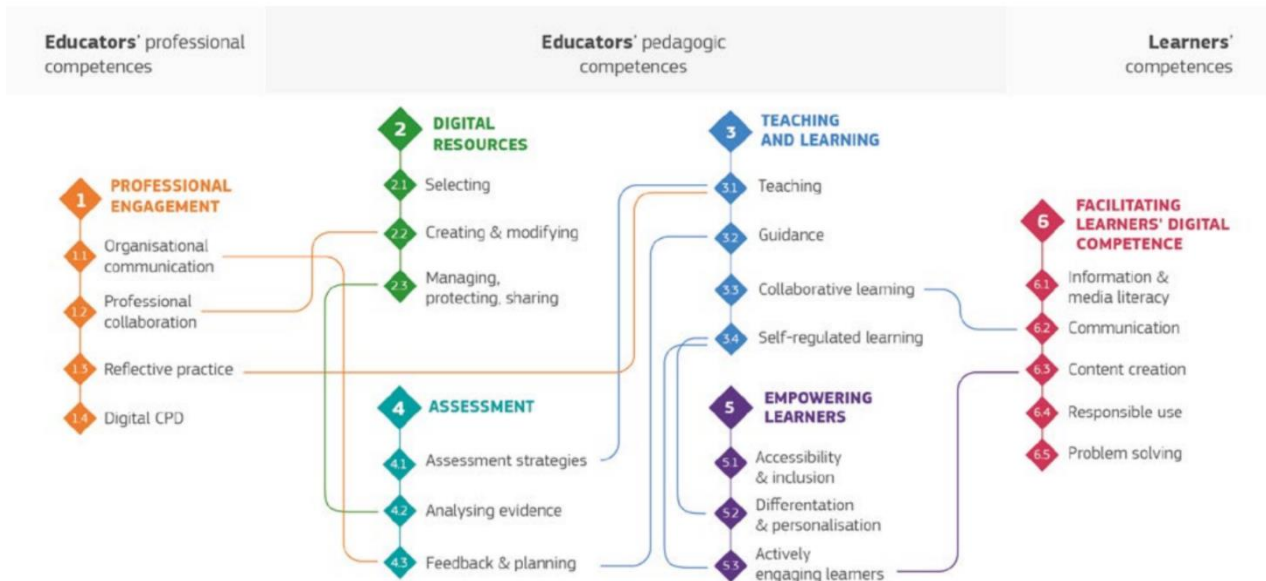 Educators' professional
competences
Educators' pedagogic
competences
Learners'
competences
1
PROFESSIONAL
ENGAGEMENT
1.1
Organisational
communication
1.2
Professional
collaboration
1.3
Reflective practice
1.4
Digital CPD
2
DIGITAL
RESOURCES
2.1
Selecting
2.2
Creating & modifying
2.3
Managing,
protecting, sharing
3
TEACHING
AND LEARNING
3.1
Teaching
3.2
Guidance
3.3
Collaborative learning
3.4
Self-regulated learning
4
ASSESSMENT
4.1
Assessment strategies
4.2
Analysing evidence
4.3
Feedback & planning
5
EMPOWERING
LEARNERS
5.1
Accessibility
& inclusion
5.2
Differentation
& personalisation
5.3
Actively
engaging learners
6
FACILITATING
LEARNERS' DIGITAL
COMPETENCE
6.1
Information &
media literacy
6.2
Communication
6.3
Content creation
6.4
Responsible use
6.5
Problem solving